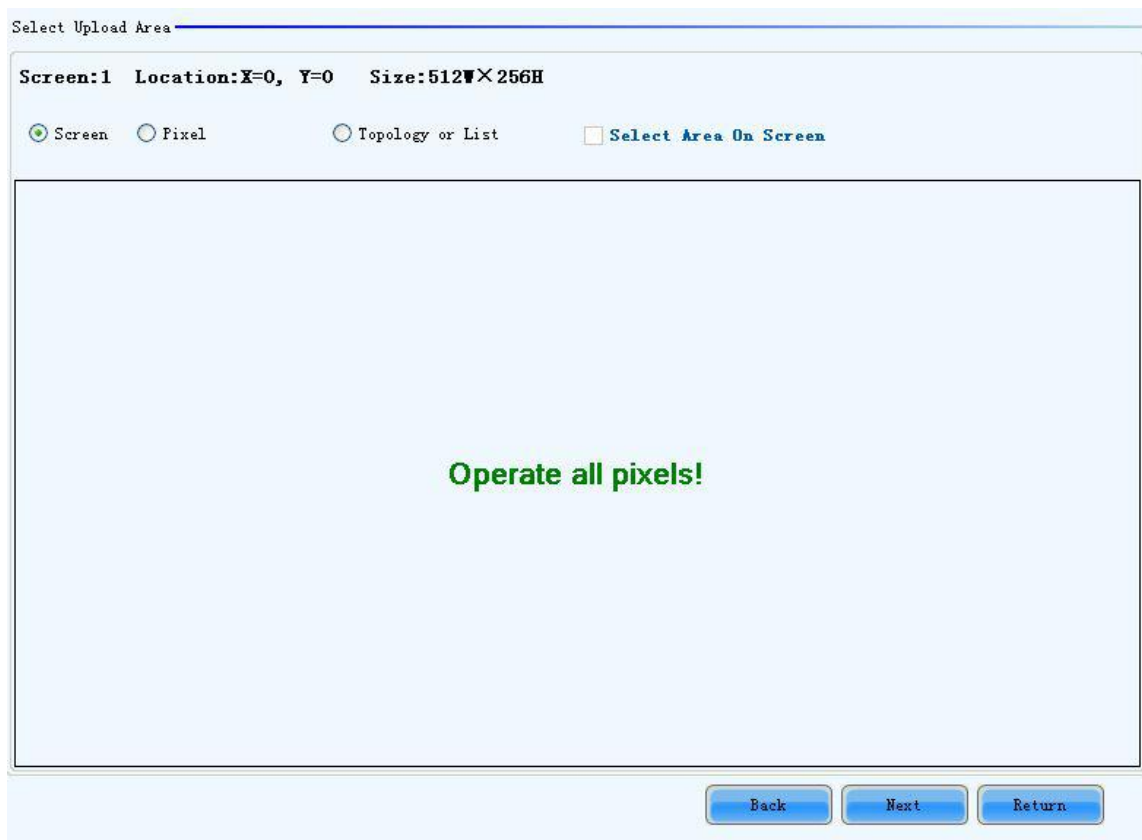 Select Upload Area
Screen:1 Location:X=0, Y=0 Size:512W×256H
Screen Pixel Topology or List Select Area On Screen
Operate all pixels!
Back Next Return